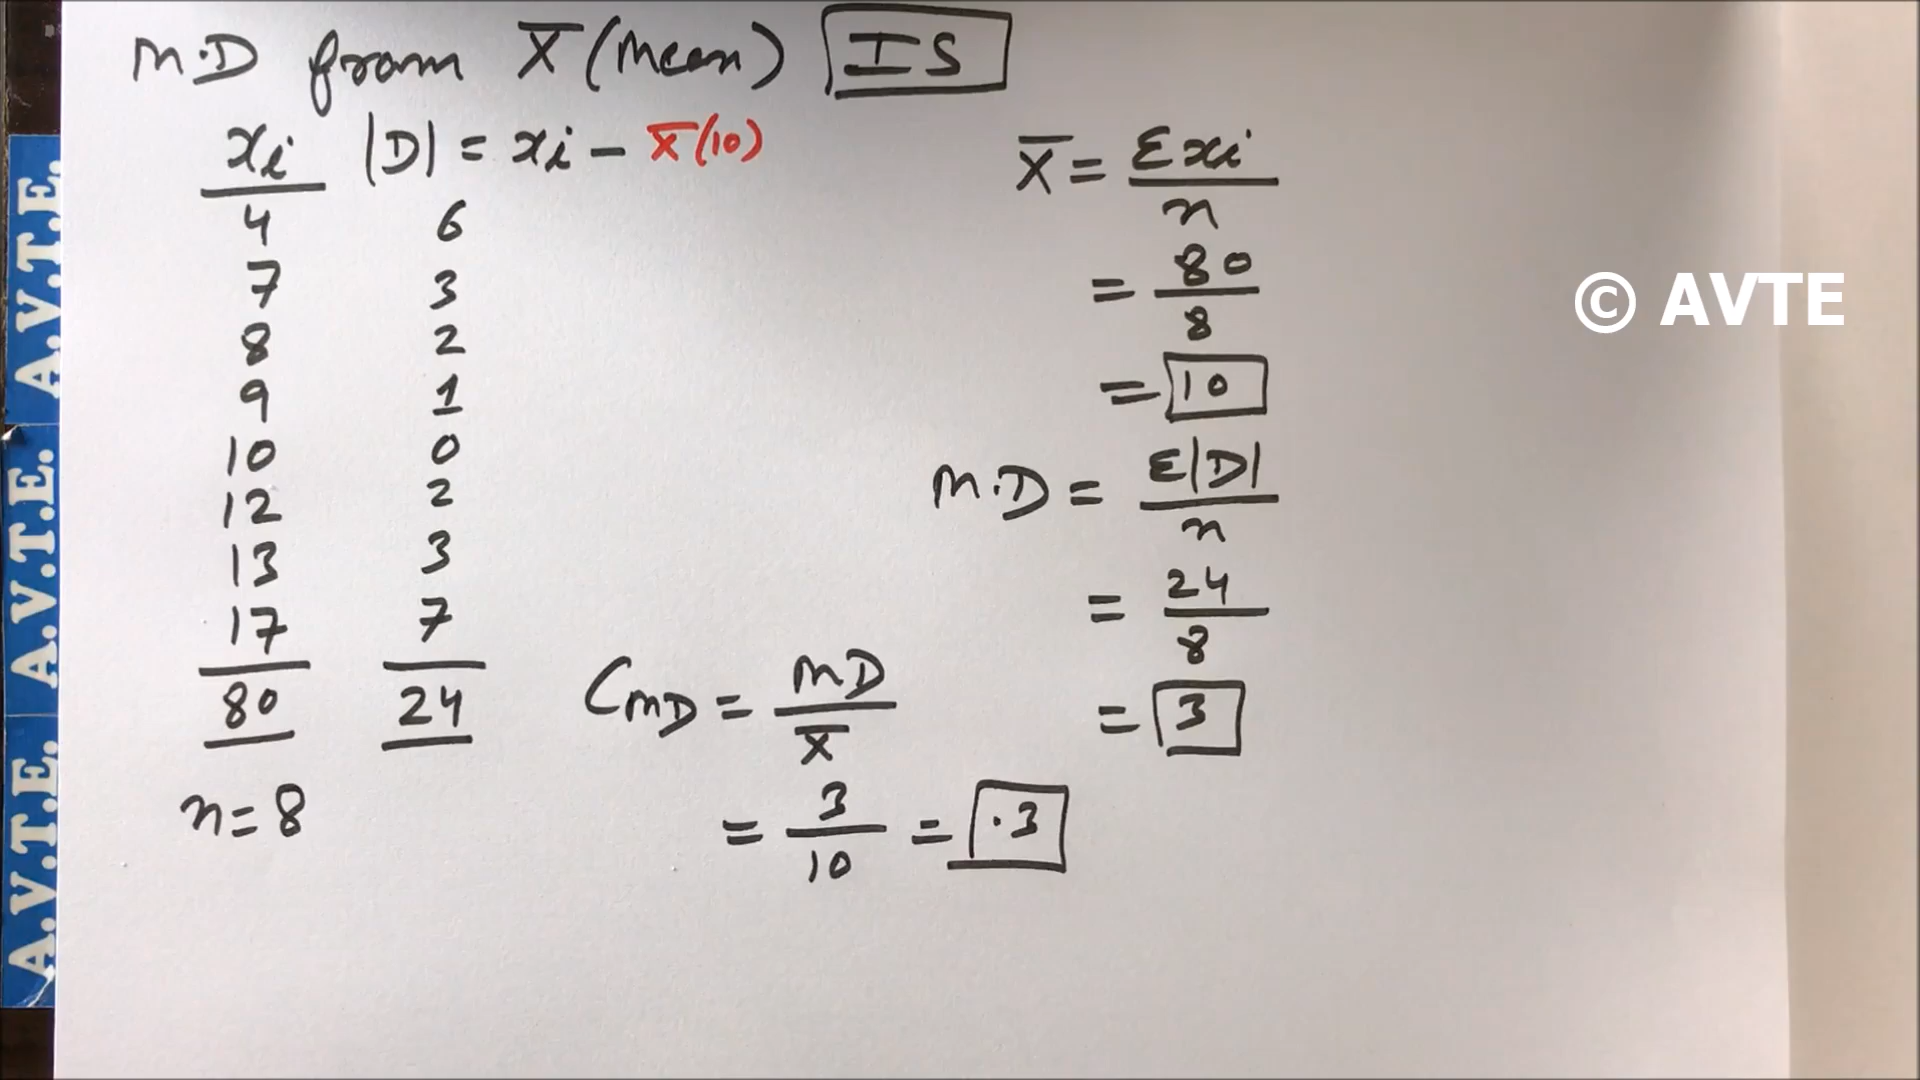 M.D from X̅ (Mean) IS
xi |D| = xi - X̅(10)
4 6
7 3
8 2
9 1
10 0
12 2
13 3
17 7
80 24
n=8
X̅ = Σxi / n
= 80 / 8
= 10
M.D = Σ|D| / n
= 24 / 8
= 3
CMD = MD / X̅
= 3 / 10 = .3
© AVTE
A.V.T.E.
A.V.T.E.
A.V.T.E.